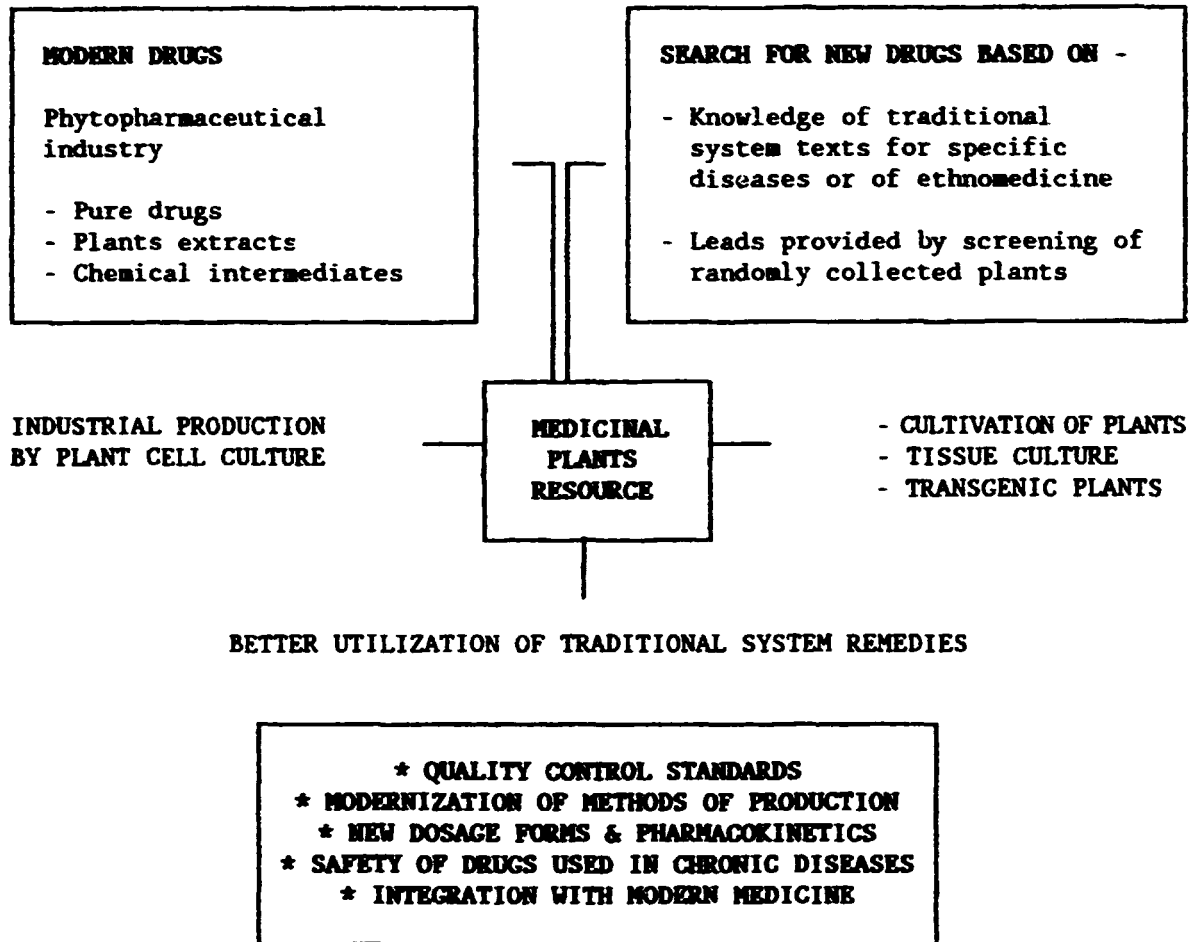 MODERN DRUGS
Phytopharmaceutical
industry
- Pure drugs
- Plants extracts
- Chemical intermediates
SEARCH FOR NEW DRUGS BASED ON -
- Knowledge of traditional
system texts for specific
diseases or of ethnomedicine
- Leads provided by screening of
randomly collected plants
INDUSTRIAL PRODUCTION
BY PLANT CELL CULTURE
MEDICINAL
PLANTS
RESOURCE
- CULTIVATION OF PLANTS
- TISSUE CULTURE
- TRANSGENIC PLANTS
BETTER UTILIZATION OF TRADITIONAL SYSTEM REMEDIES
* QUALITY CONTROL STANDARDS
* MODERNIZATION OF METHODS OF PRODUCTION
* NEW DOSAGE FORMS & PHARMACOKINETICS
* SAFETY OF DRUGS USED IN CHRONIC DISEASES
* INTEGRATION WITH MODERN MEDICINE